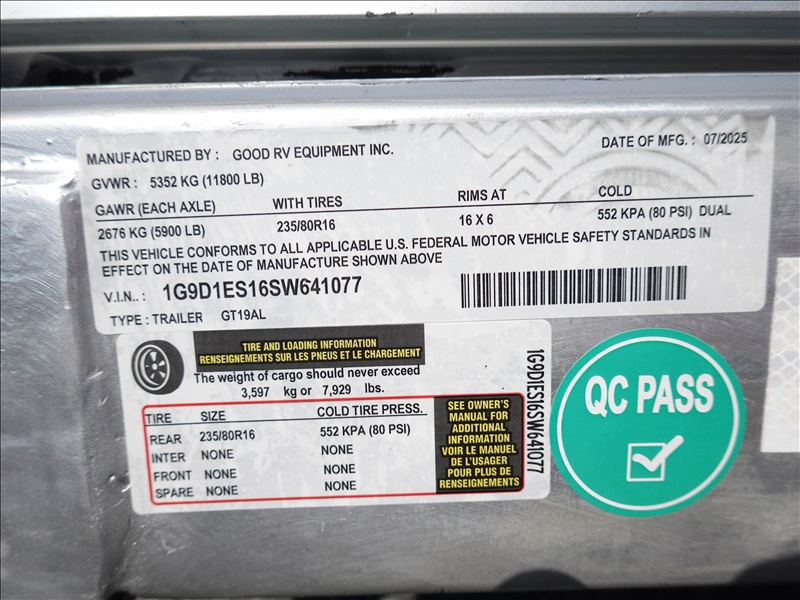 MANUFACTURED BY : GOOD RV EQUIPMENT INC. DATE OF MFG. : 07/2025
GVWR : 5352 KG (11800 LB)
GAWR (EACH AXLE) WITH TIRES RIMS AT COLD
2676 KG (5900 LB) 235/80R16 16 X 6 552 KPA (80 PSI) DUAL
THIS VEHICLE CONFORMS TO ALL APPLICABLE U.S. FEDERAL MOTOR VEHICLE SAFETY STANDARDS IN
EFFECT ON THE DATE OF MANUFACTURE SHOWN ABOVE
V.I.N.. : 1G9D1ES16SW641077
TYPE : TRAILER GT19AL
TIRE AND LOADING INFORMATION
RENSEIGNEMENTS SUR LES PNEUS ET LE CHARGEMENT
The weight of cargo should never exceed
3,597 kg or 7,929 lbs.
TIRE SIZE COLD TIRE PRESS.
REAR 235/80R16 552 KPA (80 PSI)
INTER NONE NONE
FRONT NONE NONE
SPARE NONE NONE
SEE OWNER'S
MANUAL FOR
ADDITIONAL
INFORMATION
VOIR LE MANUEL
DE L'USAGER
POUR PLUS DE
RENSEIGNEMENTS
1G9D1ES16SW641077
QC PASS